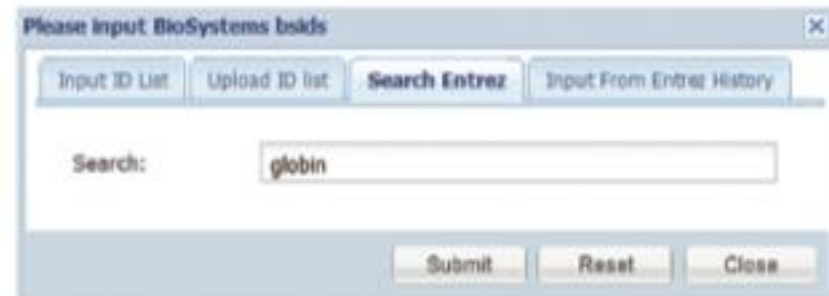 Please input BioSystems bsids
Input ID List Upload ID list Search Entrez Input From Entrez History
Search: globin
Submit Reset Close